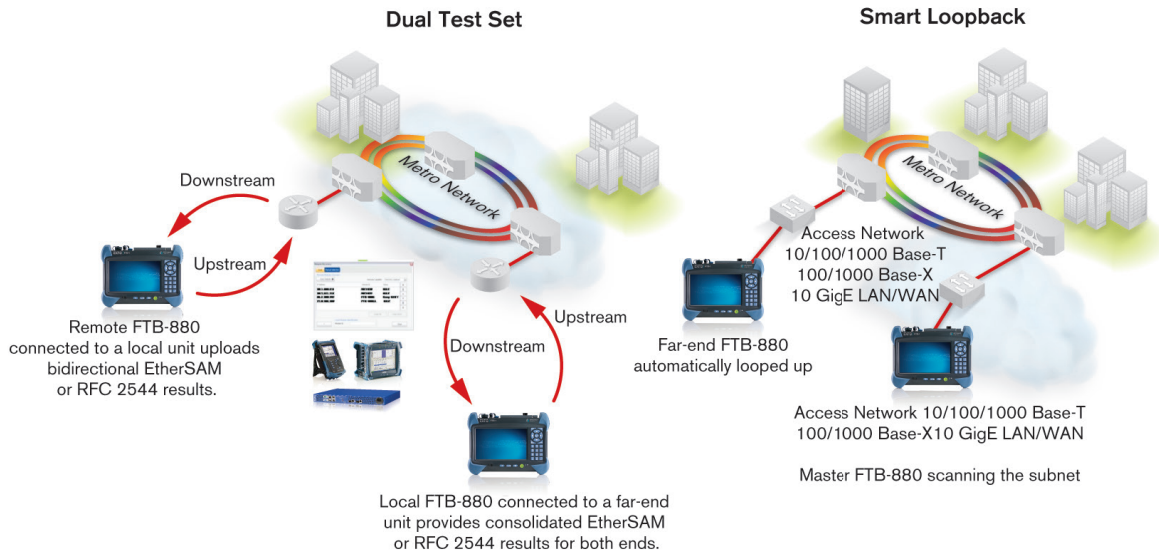 Dual Test Set
Metro Network
Downstream
Upstream
Remote FTB-880
connected to a local unit uploads
bidirectional EtherSAM
or RFC 2544 results.
Upstream
Downstream
Local FTB-880 connected to a far-end
unit provides consolidated EtherSAM
or RFC 2544 results for both ends.
Smart Loopback
Metro Network
Access Network
10/100/1000 Base-T
100/1000 Base-X
10 GigE LAN/WAN
Far-end FTB-880
automatically looped up
Access Network 10/100/1000 Base-T
100/1000 Base-X10 GigE LAN/WAN
Master FTB-880 scanning the subnet